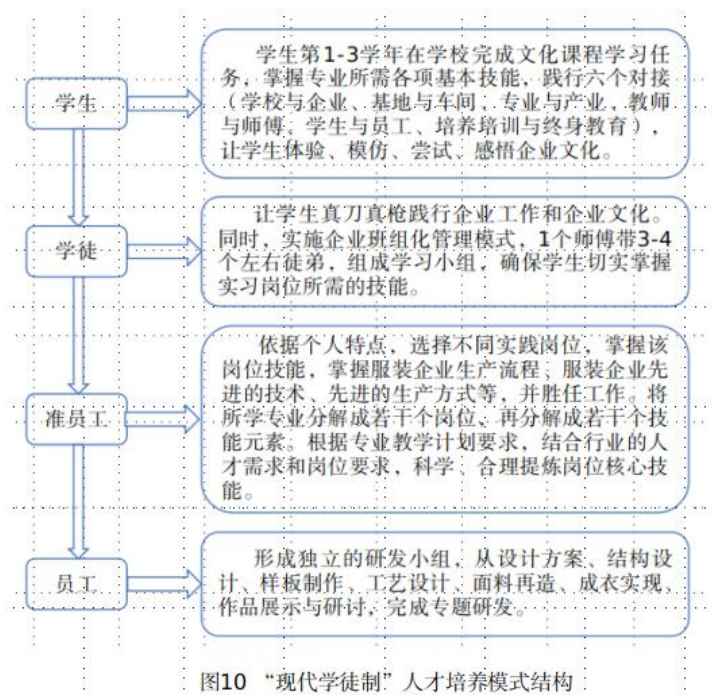 学生
学生第1-3学年在学校完成文化课程学习任
务，掌握专业所需各项基本技能，践行六个对接
（学校与企业、基地与车间，专业与产业，教师
与师傅、学生与员工、培养培训与终身教育），
让学生体验、模仿、尝试、感悟企业文化。
学徒
让学生真刀真枪践行企业工作和企业文化。
同时，实施企业班组化管理模式，1个师傅带3-4
个左右徒弟，组成学习小组，确保学生切实掌握
实习岗位所需的技能。
准员工
依据个人特点，选择不同实践岗位，掌握该
岗位技能，掌握服装企业生产流程，服装企业先
进的技术、先进的生产方式等，并胜任工作。将
所学专业分解成若干个岗位，再分解成若干个技
能元素。根据专业教学计划要求，结合行业的人
才需求和岗位要求，科学、合理提炼岗位核心技
能。
员工
形成独立的研发小组，从设计方案、结构设
计、样板制作、工艺设计、面料再造、成衣实现、
作品展示与研讨，完成专题研发。
图10 “现代学徒制”人才培养模式结构